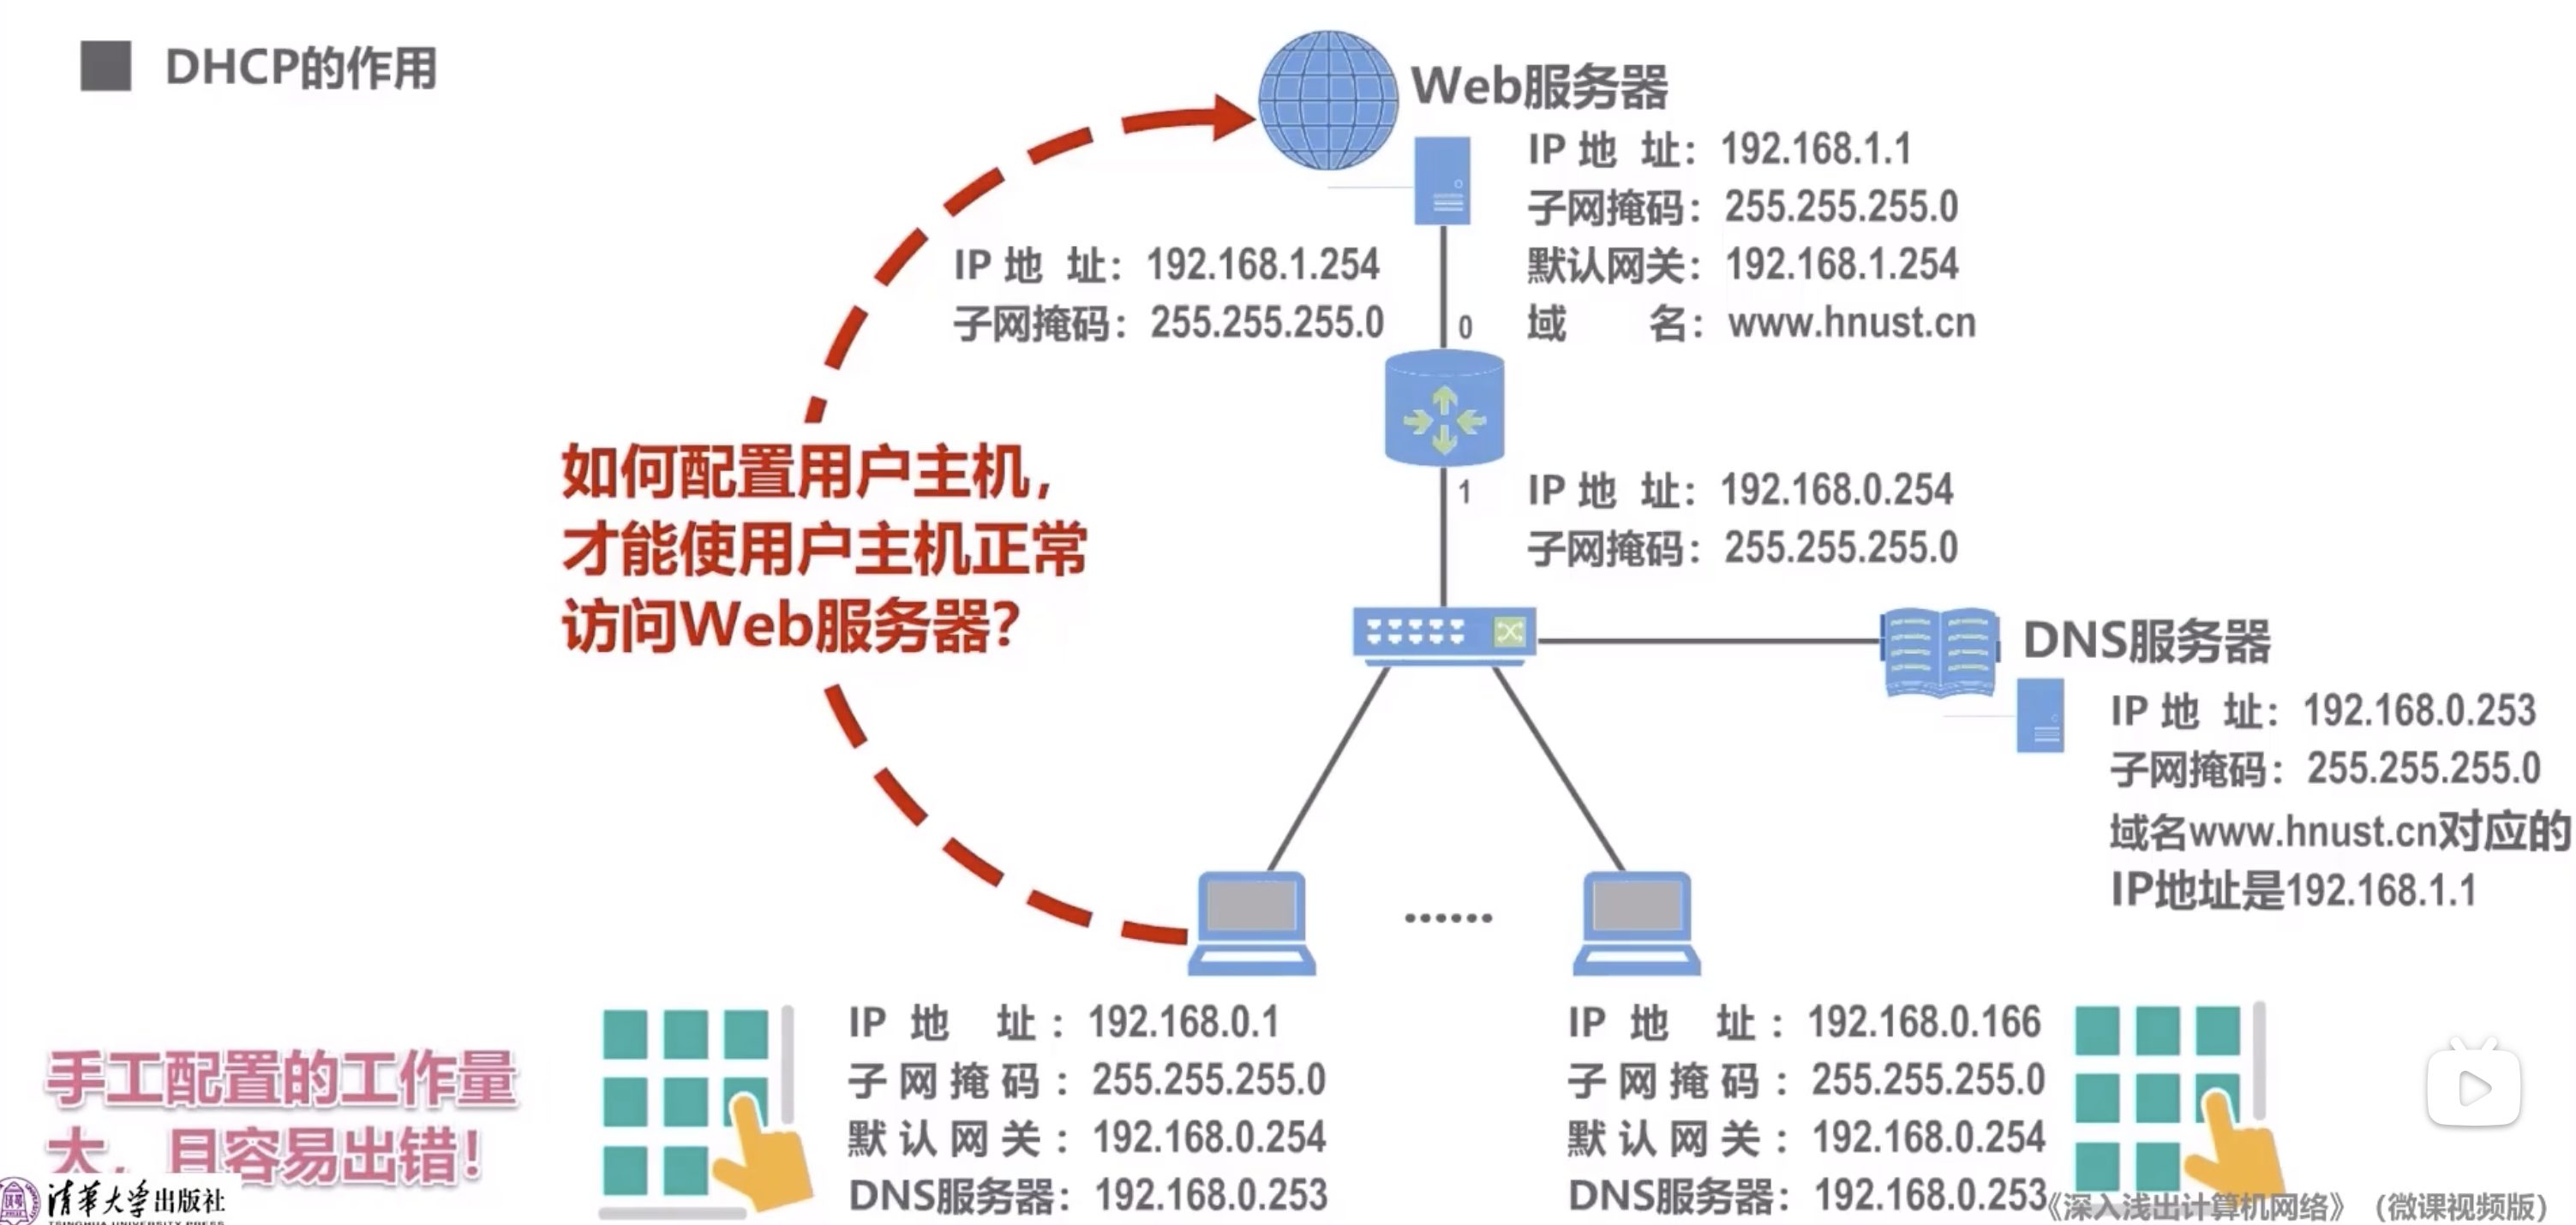 DHCP的作用
Web服务器
IP 地 址：192.168.1.1
子网掩码：255.255.255.0
默认网关：192.168.1.254
域 名：www.hnust.cn
IP 地 址：192.168.1.254
子网掩码：255.255.255.0
0
如何配置用户主机，
才能使用户主机正常
访问Web服务器？
1
IP 地 址：192.168.0.254
子网掩码：255.255.255.0
DNS服务器
IP 地 址：192.168.0.253
子网掩码：255.255.255.0
域名www.hnust.cn对应的
IP地址是192.168.1.1
......
IP 地 址：192.168.0.1
子网掩码：255.255.255.0
默认网关：192.168.0.254
DNS服务器：192.168.0.253
IP 地 址：192.168.0.166
子网掩码：255.255.255.0
默认网关：192.168.0.254
DNS服务器：192.168.0.253
手工配置的工作量
大，且容易出错！
清华大学出版社
TSINGHUA UNIVERSITY PRESS
《深入浅出计算机网络》（微课视频版）